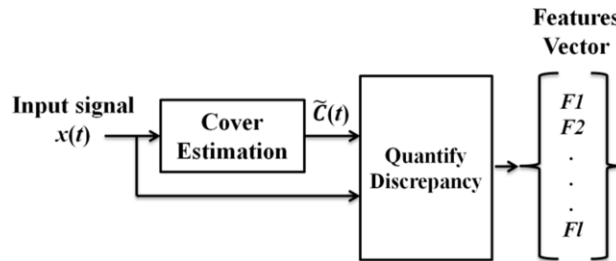 Features
Vector
Input signal
x(t)
Cover
Estimation
C̃(t)
Quantify
Discrepancy
F1
F2
.
.
.
Fl